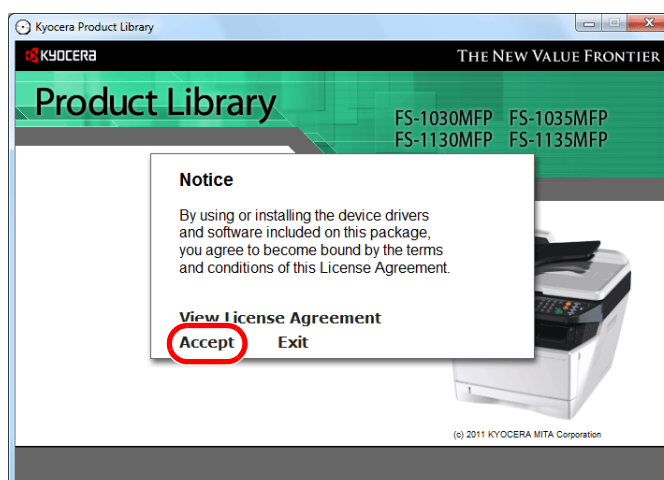 Kyocera Product Library
KYOCERA
THE NEW VALUE FRONTIER
Product Library
FS-1030MFP FS-1035MFP
FS-1130MFP FS-1135MFP
Notice
By using or installing the device drivers
and software included on this package,
you agree to become bound by the terms
and conditions of this License Agreement.
View License Agreement
Accept Exit
(c) 2011 KYOCERA MITA Corporation